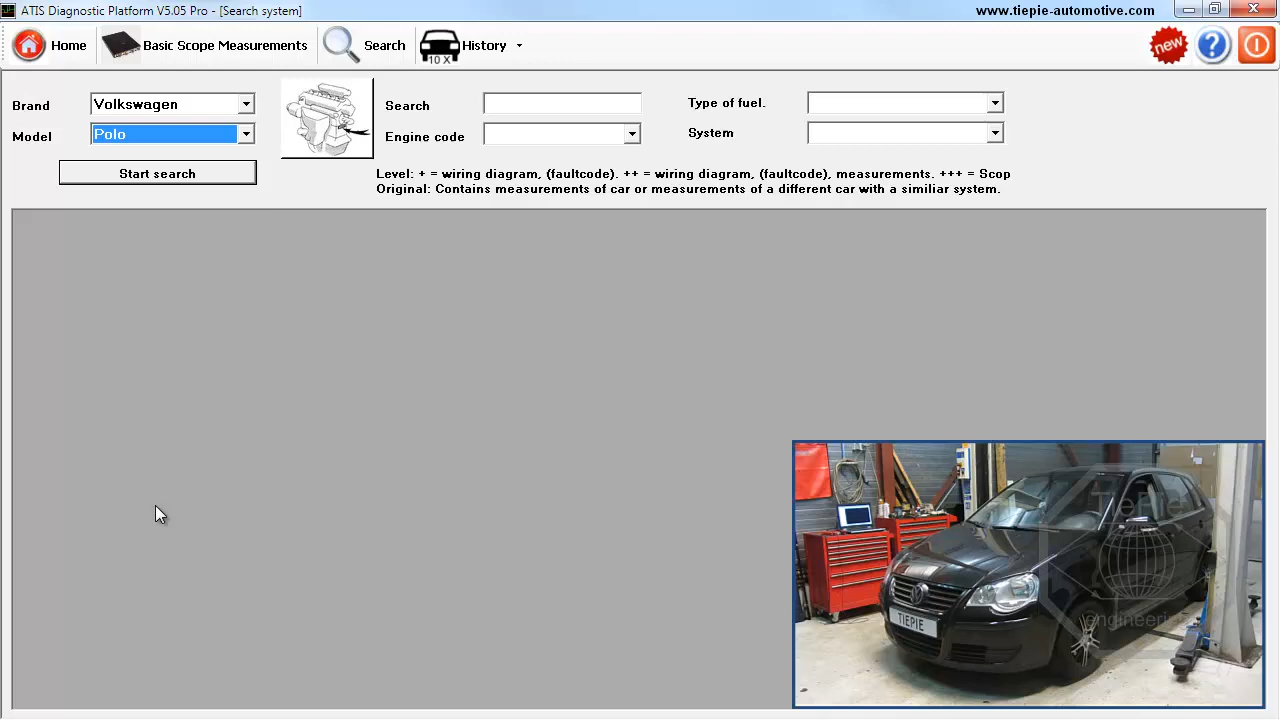 ATIS Diagnostic Platform V5.05 Pro - [Search system]
www.tiepie-automotive.com
Home
Basic Scope Measurements
Search
10 X
History
new
?
Brand
Volkswagen
Model
Polo
Start search
Search
Engine code
Type of fuel.
System
Level: + = wiring diagram, (faultcode). ++ = wiring diagram, (faultcode), measurements. +++ = Scop
Original: Contains measurements of car or measurements of a different car with a similiar system.
TiePie
engineering
TIEPIE